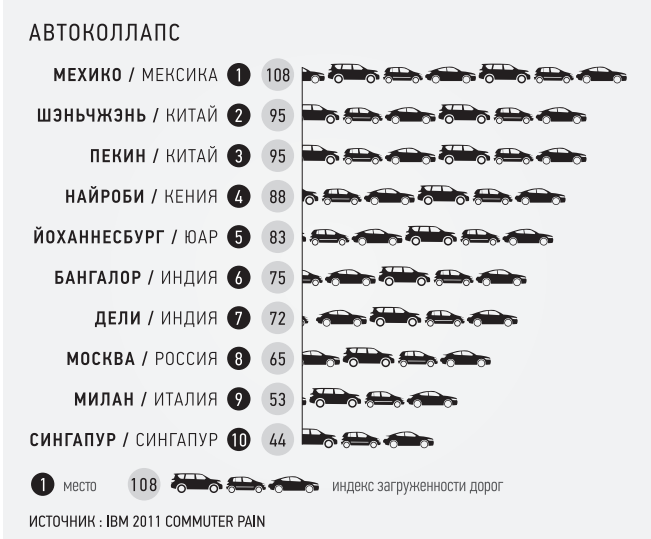 АВТОКОЛЛАПС
МЕХИКО / МЕКСИКА 1 108
ШЭНЬЧЖЭНЬ / КИТАЙ 2 95
ПЕКИН / КИТАЙ 3 95
НАЙРОБИ / КЕНИЯ 4 88
ЙОХАННЕСБУРГ / ЮАР 5 83
БАНГАЛОР / ИНДИЯ 6 75
ДЕЛИ / ИНДИЯ 7 72
МОСКВА / РОССИЯ 8 65
МИЛАН / ИТАЛИЯ 9 53
СИНГАПУР / СИНГАПУР 10 44
1 место 108 индекс загруженности дорог
ИСТОЧНИК : IBM 2011 COMMUTER PAIN